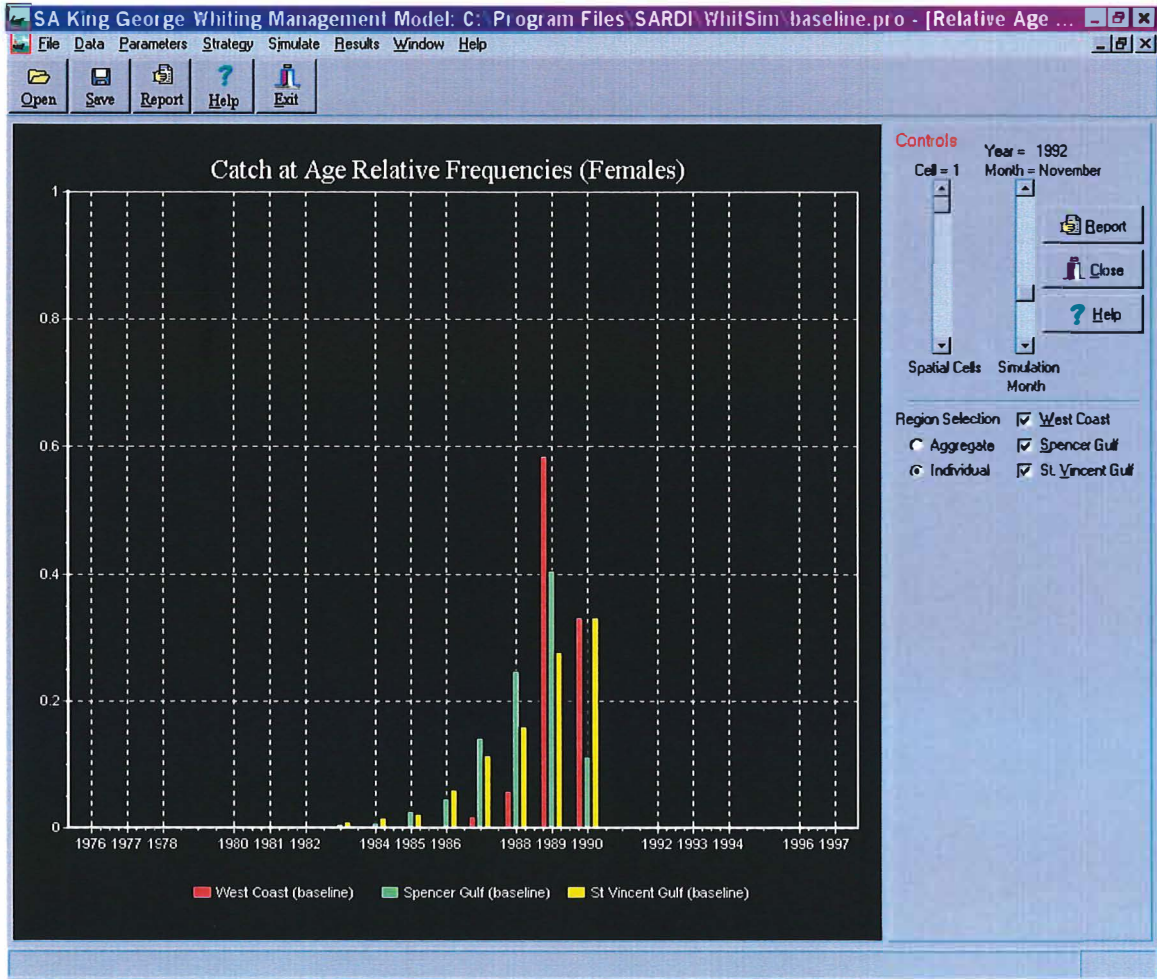 SA King George Whiting Management Model: C:\Program Files\SARDI\WhitSim\baseline.pro - [Relative Age ...
File Data Parameters Strategy Simulate Results Window Help
Open Save Report Help Exit
Catch at Age Relative Frequencies (Females)
1
0.8
0.6
0.4
0.2
0
1976 1977 1978 1980 1981 1982 1984 1985 1986 1988 1989 1990 1992 1993 1994 1996 1997
West Coast (baseline) Spencer Gulf (baseline) St Vincent Gulf (baseline)
Controls
Year = 1992
Cell = 1 Month = November
Report
Close
Help
Spatial Cells Simulation
Month
Region Selection West Coast
Aggregate Spencer Gulf
Individual St. Vincent Gulf